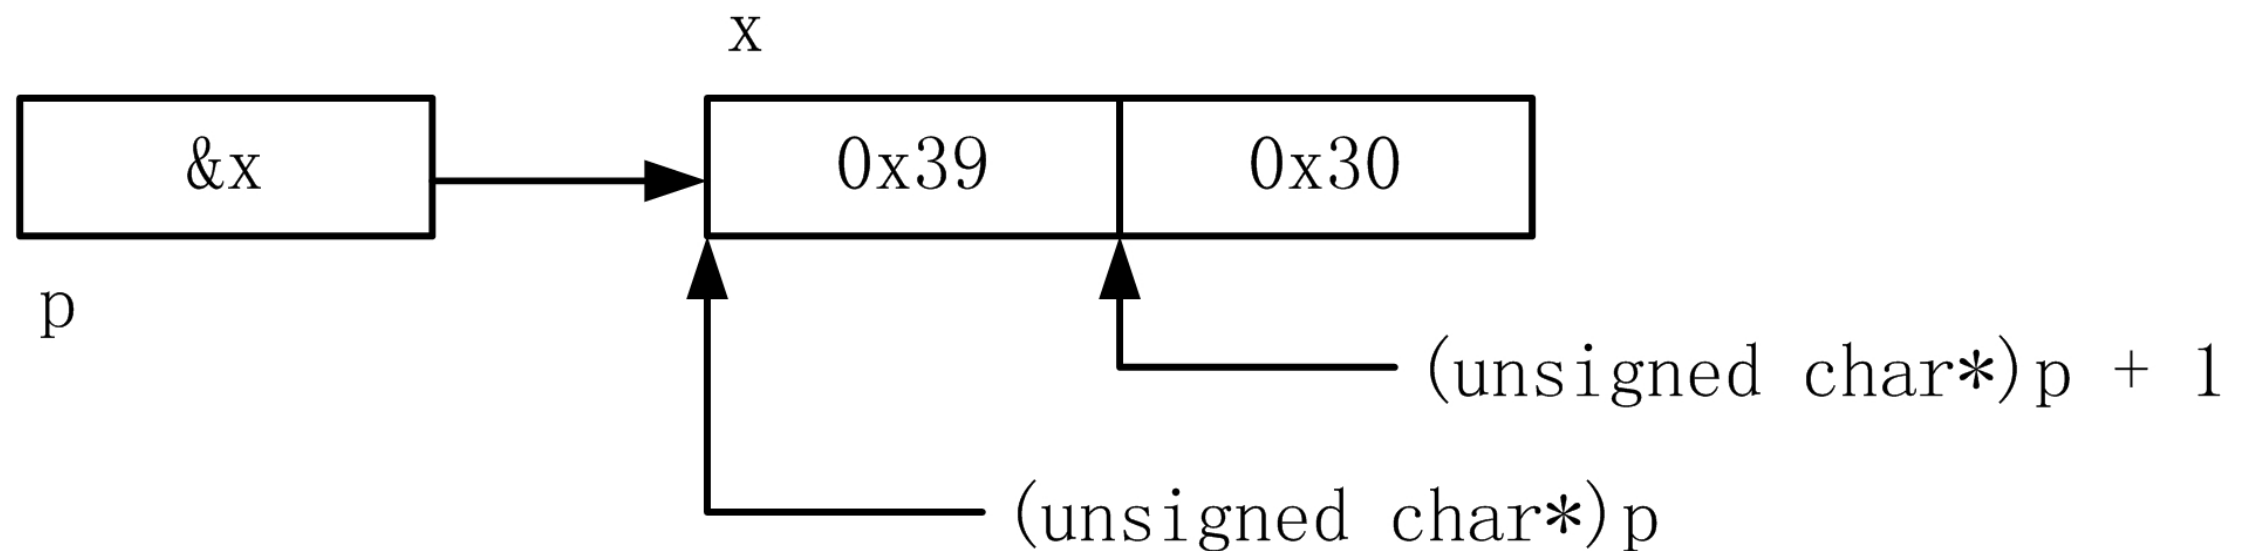 x
&x
0x39
0x30
p
(unsigned char*)p + 1
(unsigned char*)p